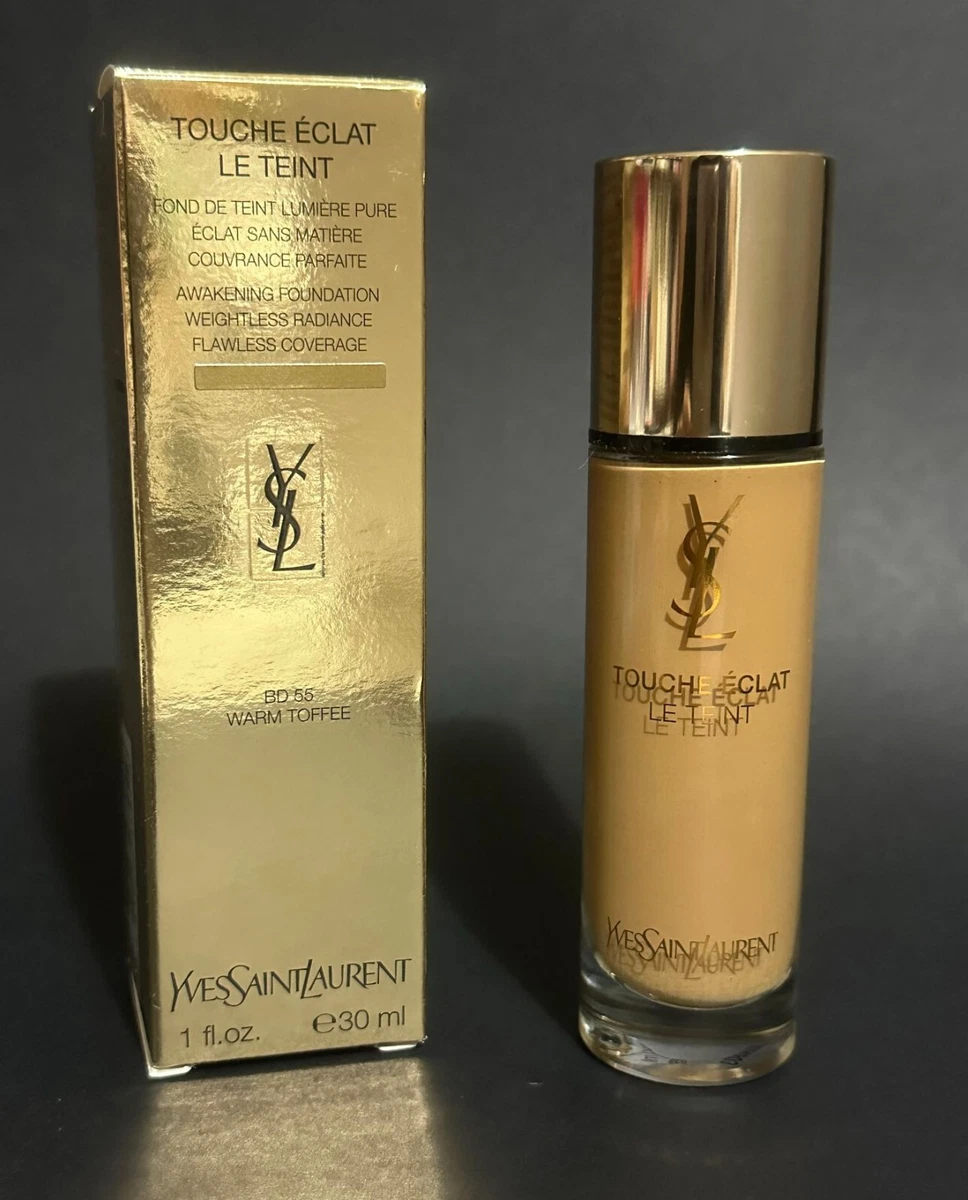 TOUCHE ÉCLAT
LE TEINT
FOND DE TEINT LUMIÈRE PURE
ÉCLAT SANS MATIÈRE
COUVRANCE PARFAITE
AWAKENING FOUNDATION
WEIGHTLESS RADIANCE
FLAWLESS COVERAGE
YSL
BD 55
WARM TOFFEE
YVESSAINTLAURENT
1 fl.oz. ℮30 ml
YSL
TOUCHE ÉCLAT
LE TEINT
YVESSAINTLAURENT